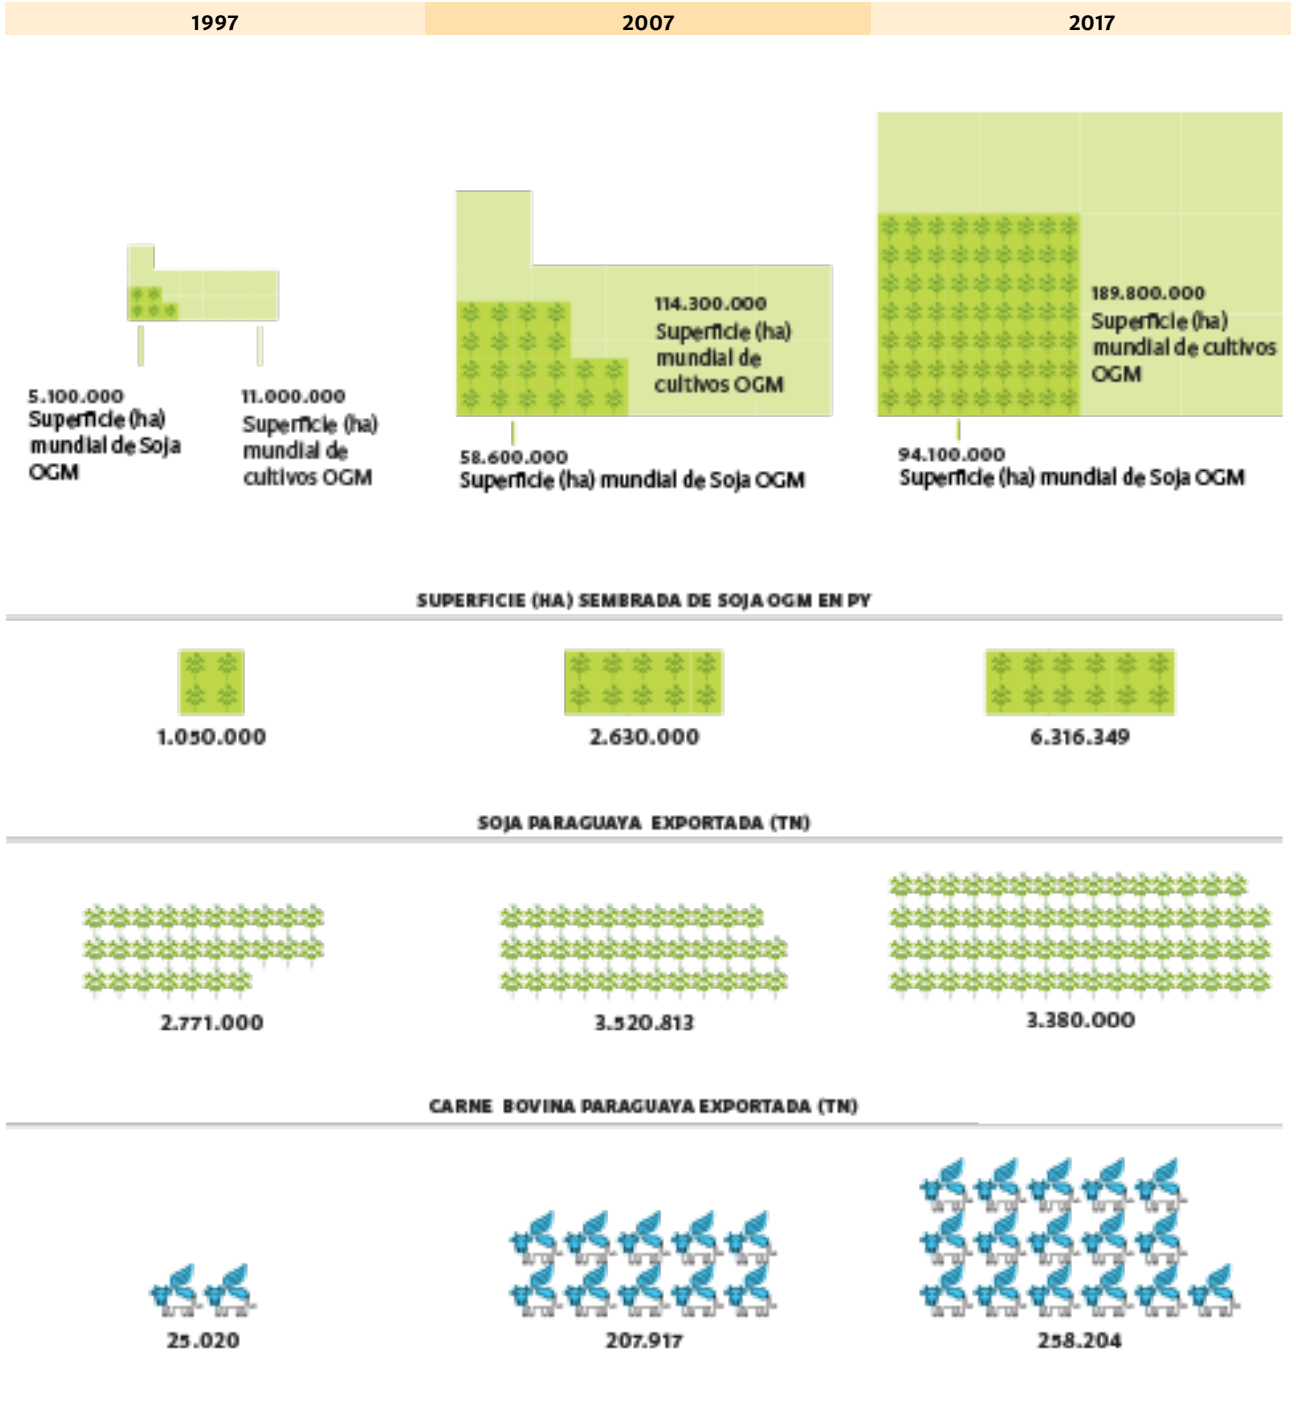 1997 2007 2017
5.100.000
Superficie (ha)
mundial de Soja
OGM
11.000.000
Superficie (ha)
mundial de
cultivos OGM
114.300.000
Superficie (ha)
mundial de
cultivos OGM
58.600.000
Superficie (ha) mundial de Soja OGM
189.800.000
Superficie (ha)
mundial de cultivos
OGM
94.100.000
Superficie (ha) mundial de Soja OGM
SUPERFICIE (HA) SEMBRADA DE SOJA OGM EN PY
1.050.000 2.630.000 6.316.349
SOJA PARAGUAYA EXPORTADA (TN)
2.771.000 3.520.813 3.380.000
CARNE BOVINA PARAGUAYA EXPORTADA (TN)
25.020 207.917 258.204